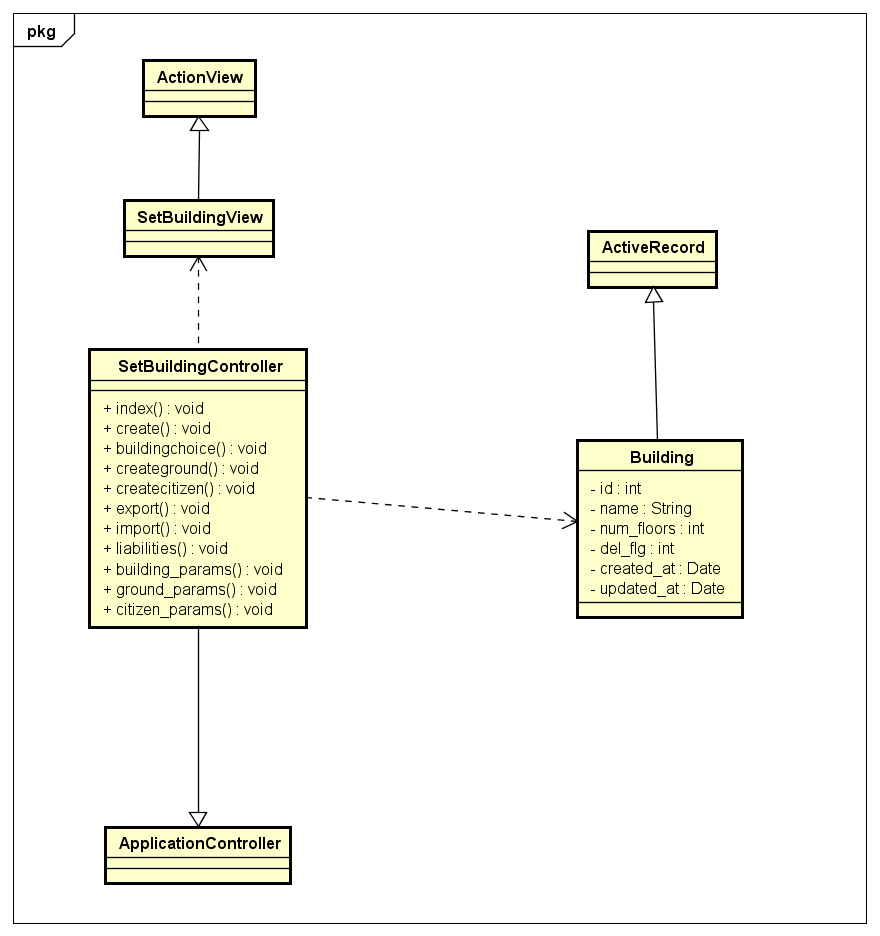 pkg
ActionView
SetBuildingView
ActiveRecord
SetBuildingController
+ index() : void
+ create() : void
+ buildingchoice() : void
+ createground() : void
+ createcitizen() : void
+ export() : void
+ import() : void
+ liabilities() : void
+ building_params() : void
+ ground_params() : void
+ citizen_params() : void
Building
- id : int
- name : String
- num_floors : int
- del_flg : int
- created_at : Date
- updated_at : Date
ApplicationController